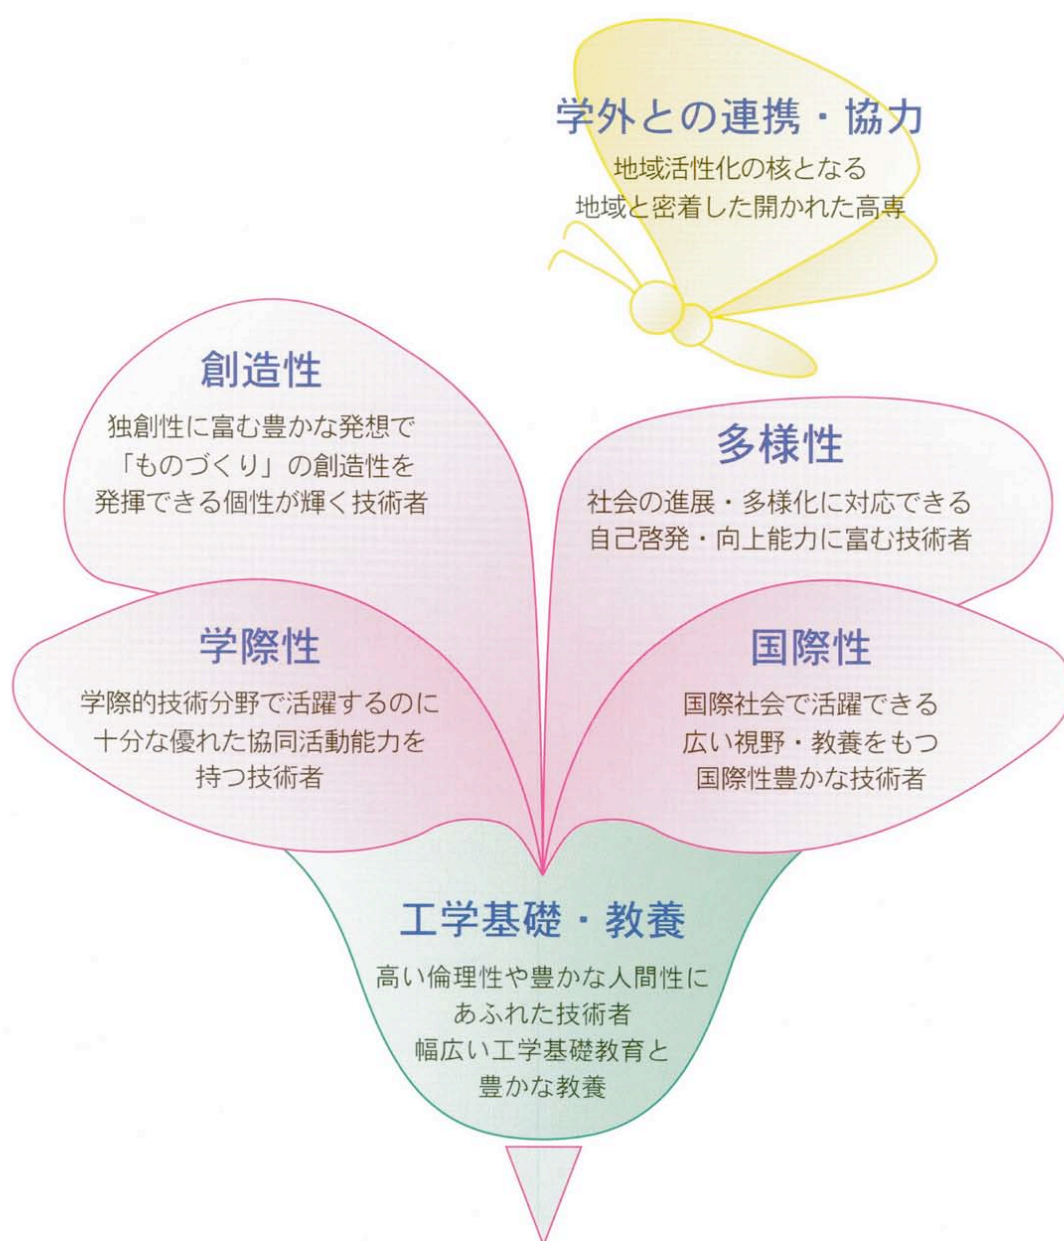 学外との連携・協力
地域活性化の核となる
地域と密着した開かれた高専
創造性
独創性に富む豊かな発想で
「ものづくり」の創造性を
発揮できる個性が輝く技術者
多様性
社会の進展・多様化に対応できる
自己啓発・向上能力に富む技術者
学際性
学際的技術分野で活躍するのに
十分な優れた協同活動能力を
持つ技術者
国際性
国際社会で活躍できる
広い視野・教養をもつ
国際性豊かな技術者
工学基礎・教養
高い倫理性や豊かな人間性に
あふれた技術者
幅広い工学基礎教育と
豊かな教養